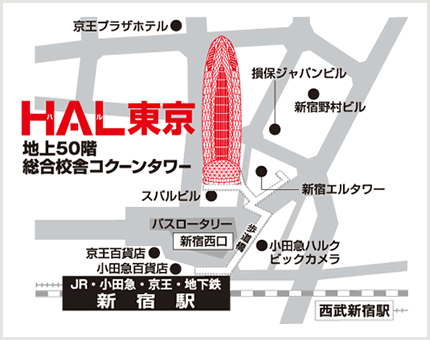 京王プラザホテル
損保ジャパンビル
新宿野村ビル
HAL東京
ハル
地上50階
総合校舎コクーンタワー
新宿エルタワー
スバルビル
バスロータリー
新宿西口
歩道橋
京王百貨店
小田急百貨店
小田急ハルク
ビックカメラ
JR・小田急・京王・地下鉄
新宿駅
西武新宿駅